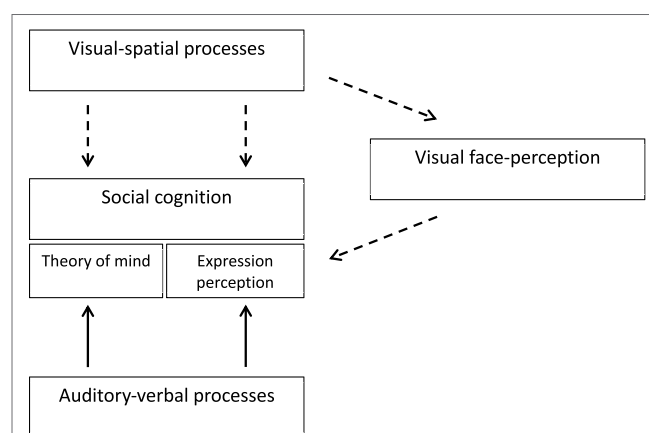 Visual-spatial processes
Visual face-perception
Social cognition
Theory of mind
Expression
perception
Auditory-verbal processes